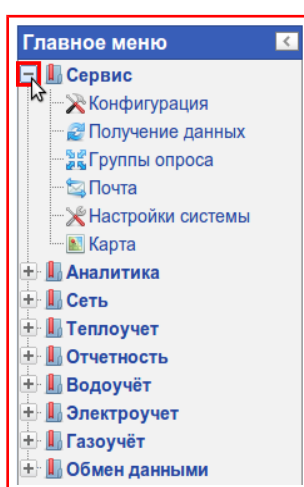 Главное меню
Сервис
Конфигурация
Получение данных
Группы опроса
Почта
Настройки системы
Карта
Аналитика
Сеть
Теплоучет
Отчетность
Водоучёт
Электроучет
Газоучёт
Обмен данными